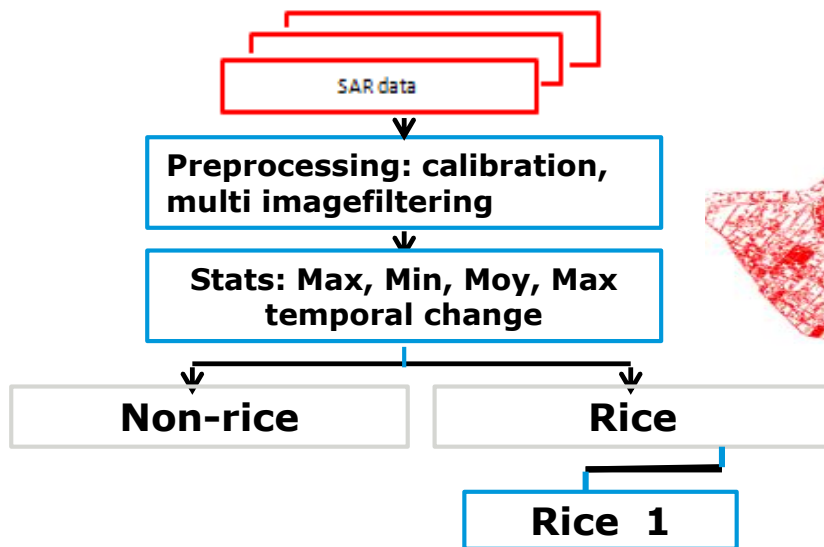 SAR data
Preprocessing: calibration,
multi imagefiltering
Stats: Max, Min, Moy, Max
temporal change
Non-rice
Rice
Rice 1